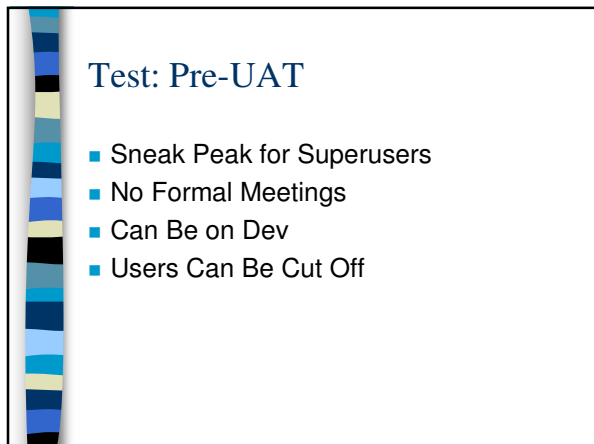 Test: Pre-UAT
Sneak Peak for Superusers
No Formal Meetings
Can Be on Dev
Users Can Be Cut Off